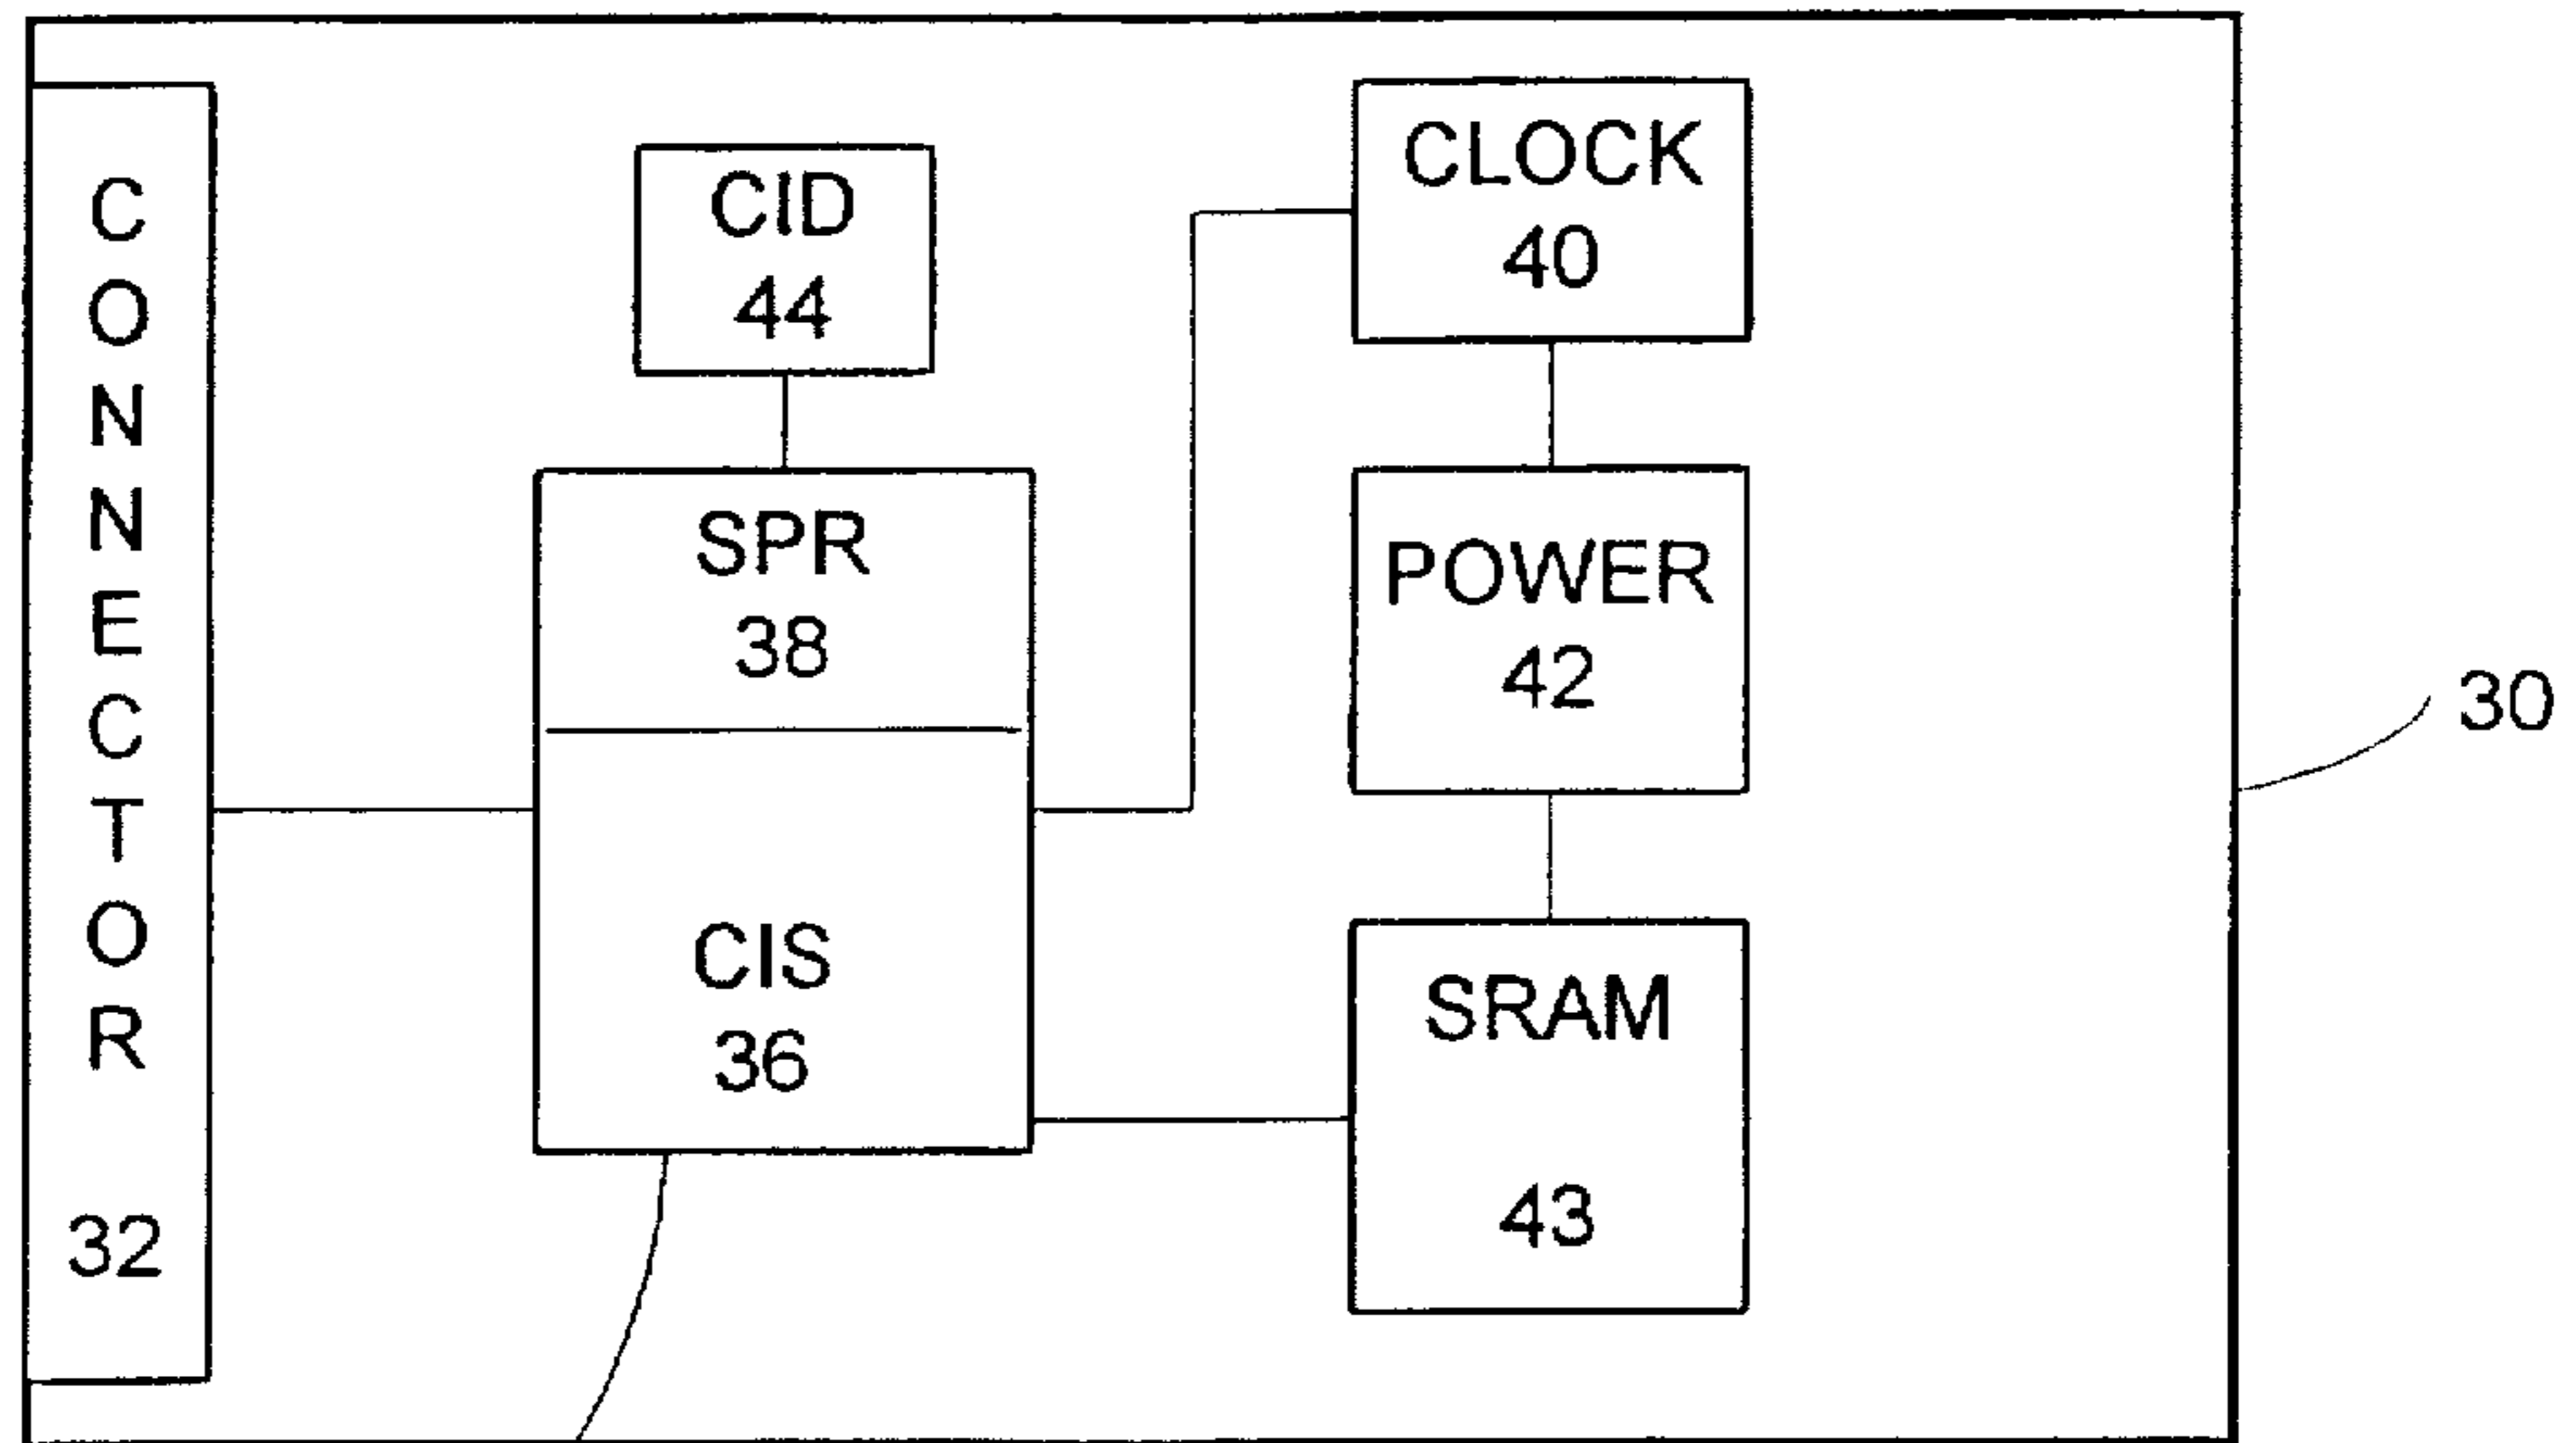 CONNECTOR
32
CID
44
SPR
38
CIS
36
CLOCK
40
POWER
42
SRAM
43
30